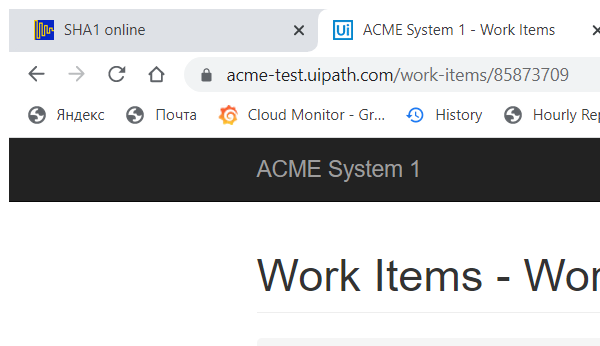 SHA1 online
Ui ACME System 1 - Work Items
acme-test.uipath.com/work-items/85873709
Яндекс Почта Cloud Monitor - Gr... History Hourly Rep
ACME System 1
Work Items - Wor